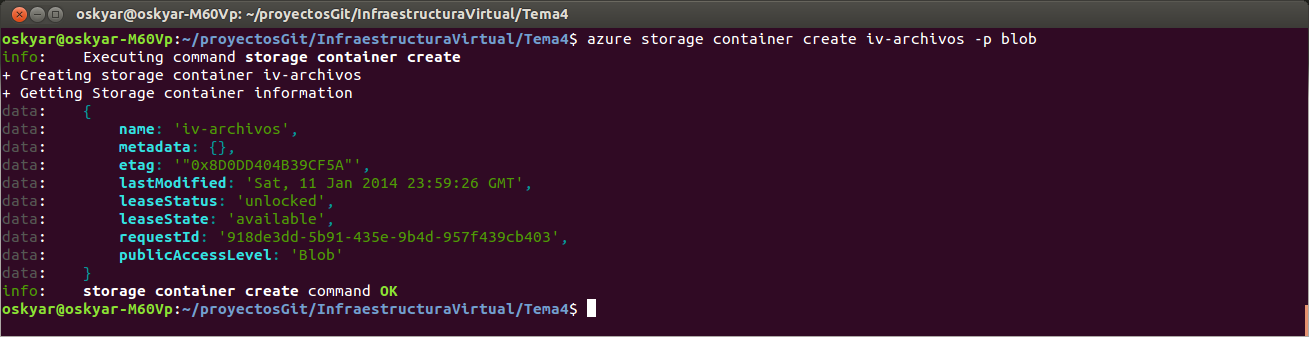 oskyar@oskyar-M60Vp: ~/proyectosGit/InfraestructuraVirtual/Tema4
oskyar@oskyar-M60Vp:~/proyectosGit/InfraestructuraVirtual/Tema4$ azure storage container create iv-archivos -p blob
info:    Executing command storage container create
+ Creating storage container iv-archivos
+ Getting Storage container information
data:    {
data:        name: 'iv-archivos',
data:        metadata: {},
data:        etag: '"0x8D0DD404B39CF5A"',
data:        lastModified: 'Sat, 11 Jan 2014 23:59:26 GMT',
data:        leaseStatus: 'unlocked',
data:        leaseState: 'available',
data:        requestId: '918de3dd-5b91-435e-9b4d-957f439cb403',
data:        publicAccessLevel: 'Blob'
data:    }
info:    storage container create command OK
oskyar@oskyar-M60Vp:~/proyectosGit/InfraestructuraVirtual/Tema4$